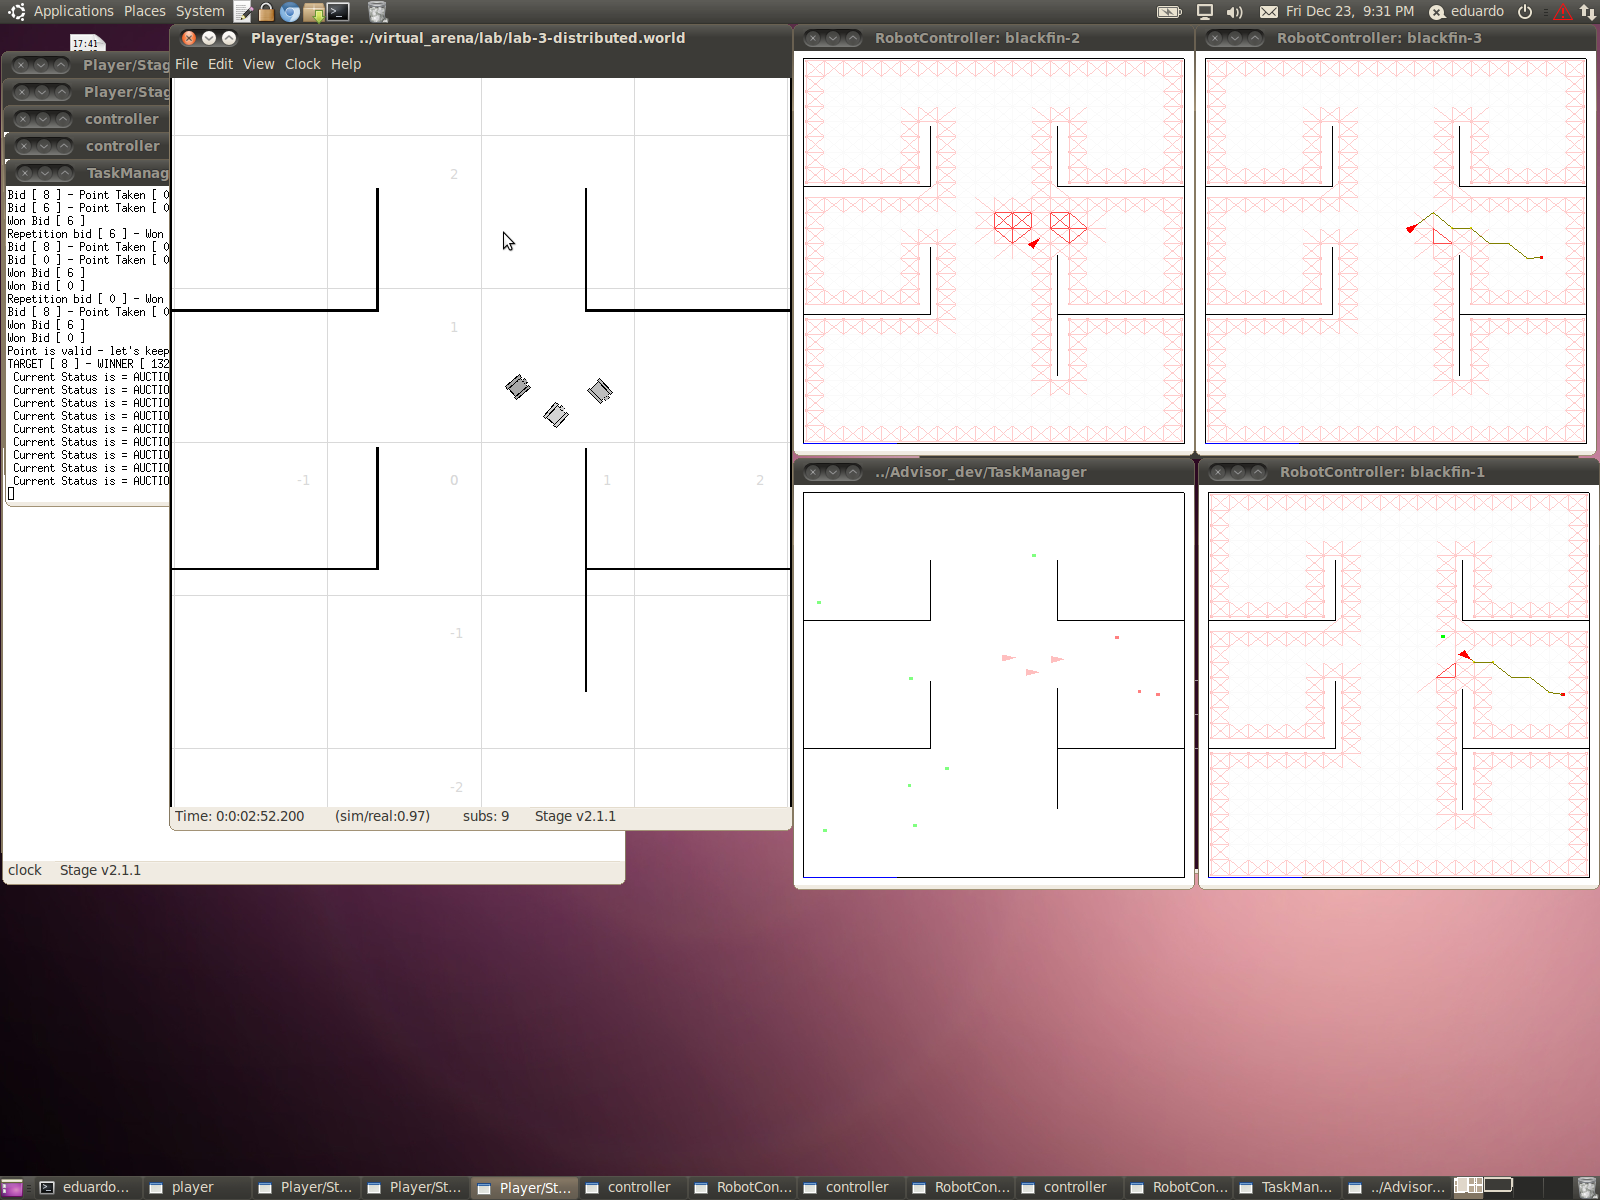 Applications Places System
Fri Dec 23, 9:31 PM
eduardo
17:41
Player/Stag
Player/Stag
controller
controller
TaskManag
Bid [ 8 ] - Point Taken [ 0
Bid [ 6 ] - Point Taken [ 0
Won Bid [ 6 ]
Repetition bid [ 6 ] - Won
Bid [ 8 ] - Point Taken [ 0
Bid [ 0 ] - Point Taken [ 0
Won Bid [ 6 ]
Won Bid [ 0 ]
Repetition bid [ 0 ] - Won
Bid [ 8 ] - Point Taken [ 0
Won Bid [ 6 ]
Won Bid [ 0 ]
Point is valid - let's keep
TARGET [ 8 ] - WINNER [ 132
Current Status is = AUCTIO
Current Status is = AUCTIO
Current Status is = AUCTIO
Current Status is = AUCTIO
Current Status is = AUCTIO
Current Status is = AUCTIO
Current Status is = AUCTIO
Current Status is = AUCTIO
Current Status is = AUCTIO
clock Stage v2.1.1
Player/Stage: ../virtual_arena/lab/lab-3-distributed.world
File Edit View Clock Help
2
1
-1 0 1 2
-1
-2
Time: 0:0:02:52.200 (sim/real:0.97) subs: 9 Stage v2.1.1
RobotController: blackfin-2
RobotController: blackfin-3
../Advisor_dev/TaskManager
RobotController: blackfin-1
eduardo...
player
Player/St...
Player/St...
Player/St...
controller
RobotCon...
controller
RobotCon...
controller
RobotCon...
TaskMan...
../Advisor...